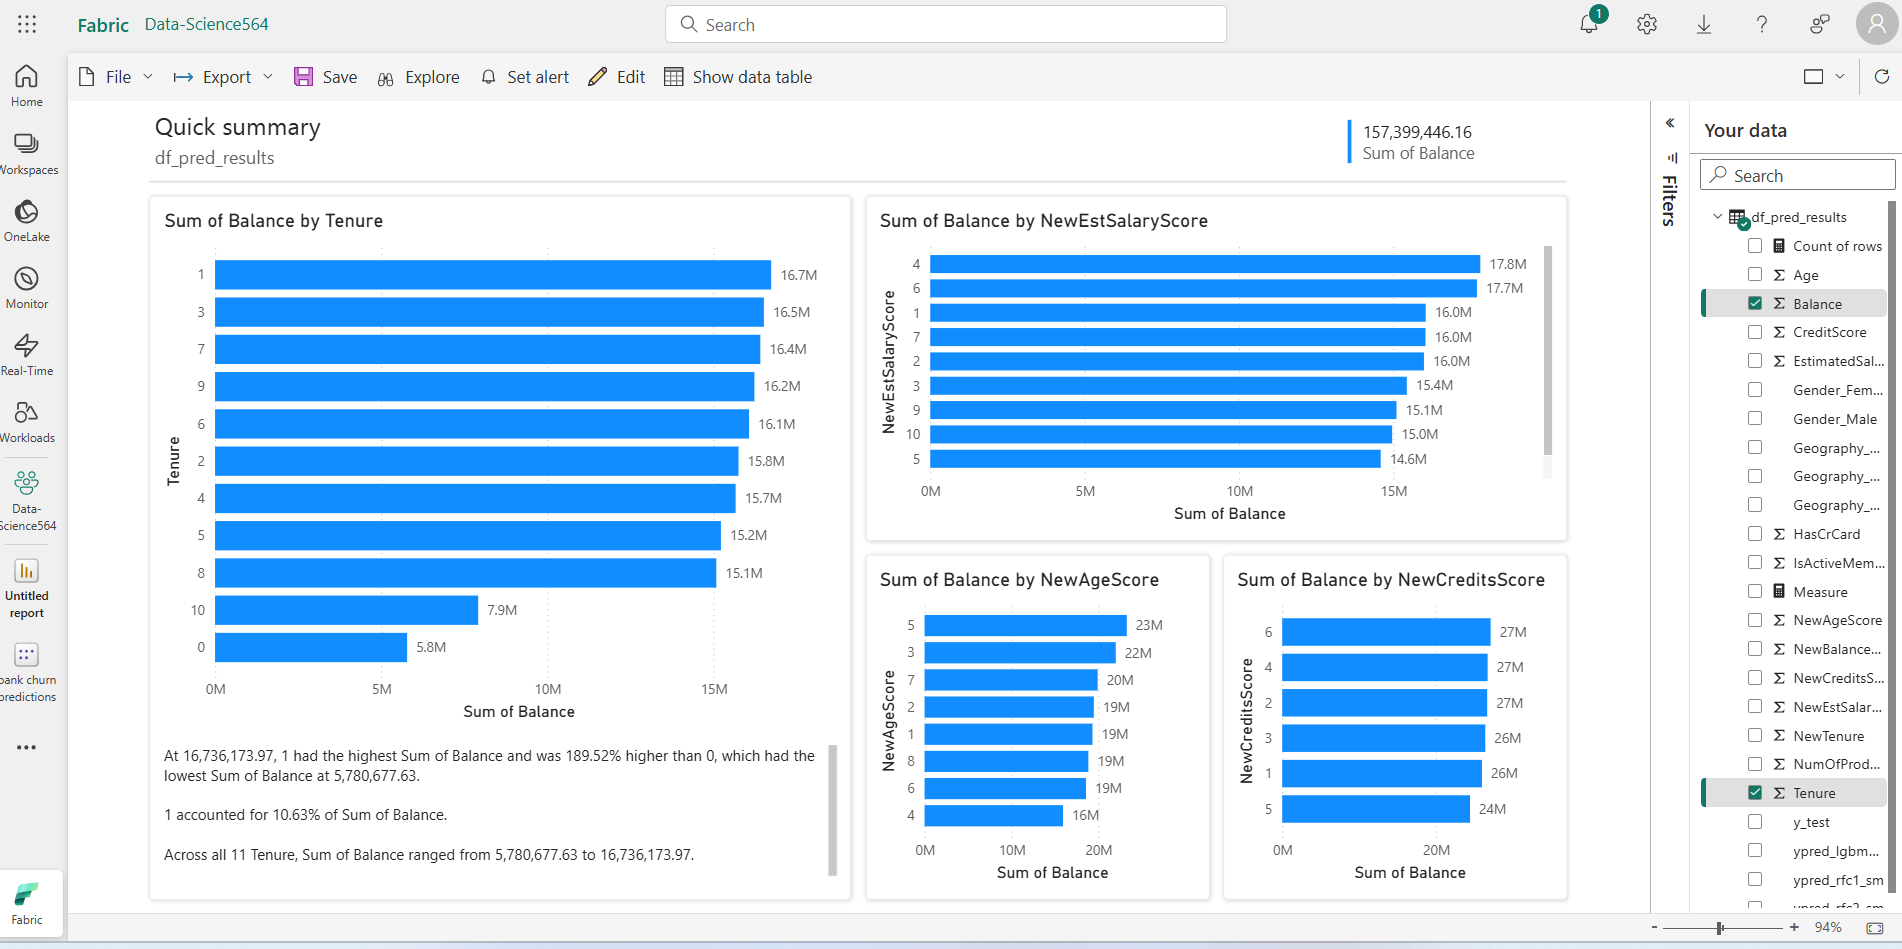 Fabric Data-Science564
Search
1
File Export Save Explore Set alert Edit Show data table
Home
Workspaces
OneLake
Monitor
Real-Time
Workloads
Data-
Science564
Untitled
report
bank churn
predictions
Fabric
Quick summary
df_pred_results
157,399,446.16
Sum of Balance
Sum of Balance by Tenure
Tenure
1 16.7M
3 16.5M
7 16.4M
9 16.2M
6 16.1M
2 15.8M
4 15.7M
5 15.2M
8 15.1M
10 7.9M
0 5.8M
0M 5M 10M 15M
Sum of Balance
At 16,736,173.97, 1 had the highest Sum of Balance and was 189.52% higher than 0, which had the
lowest Sum of Balance at 5,780,677.63.
1 accounted for 10.63% of Sum of Balance.
Across all 11 Tenure, Sum of Balance ranged from 5,780,677.63 to 16,736,173.97.
Sum of Balance by NewEstSalaryScore
NewEstSalaryScore
4 17.8M
6 17.7M
1 16.0M
7 16.0M
2 16.0M
3 15.4M
9 15.1M
10 15.0M
5 14.6M
0M 5M 10M 15M
Sum of Balance
Sum of Balance by NewAgeScore
NewAgeScore
5 23M
3 22M
7 20M
2 19M
1 19M
8 19M
6 19M
4 16M
0M 10M 20M
Sum of Balance
Sum of Balance by NewCreditsScore
NewCreditsScore
6 27M
4 27M
2 27M
3 26M
1 26M
5 24M
0M 20M
Sum of Balance
Filters
Your data
Search
df_pred_results
Count of rows
Age
Balance
CreditScore
EstimatedSal...
Gender_Fem...
Gender_Male
Geography_...
Geography_...
Geography_...
HasCrCard
IsActiveMem...
Measure
NewAgeScore
NewBalance...
NewCreditsS...
NewEstSalar...
NewTenure
NumOfProd...
Tenure
y_test
ypred_lgbm...
ypred_rfc1_sm
- + 94%